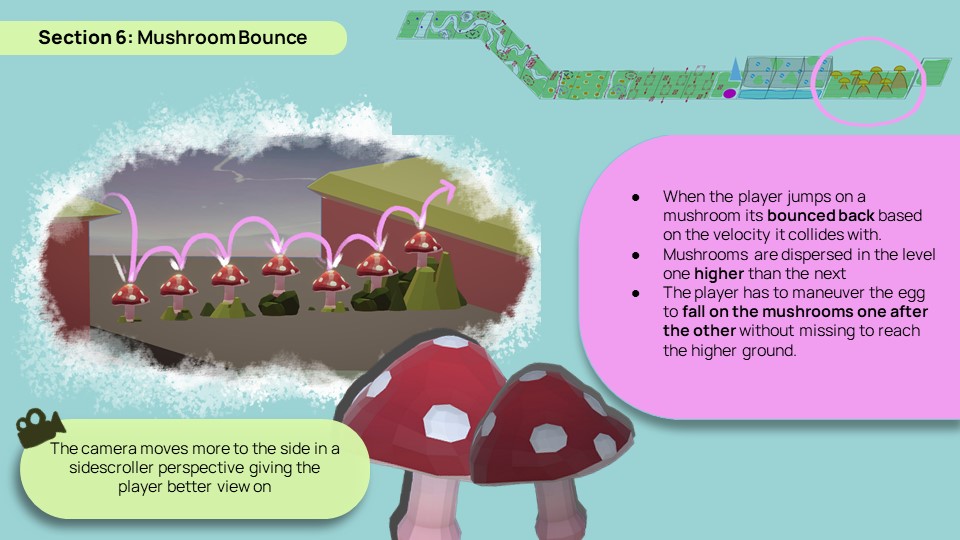 Section 6: Mushroom Bounce
● When the player jumps on a
mushroom its bounced back based
on the velocity it collides with.
● Mushrooms are dispersed in the level
one higher than the next
● The player has to maneuver the egg
to fall on the mushrooms one after
the other without missing to reach
the higher ground.
The camera moves more to the side in a
sidescroller perspective giving the
player better view on